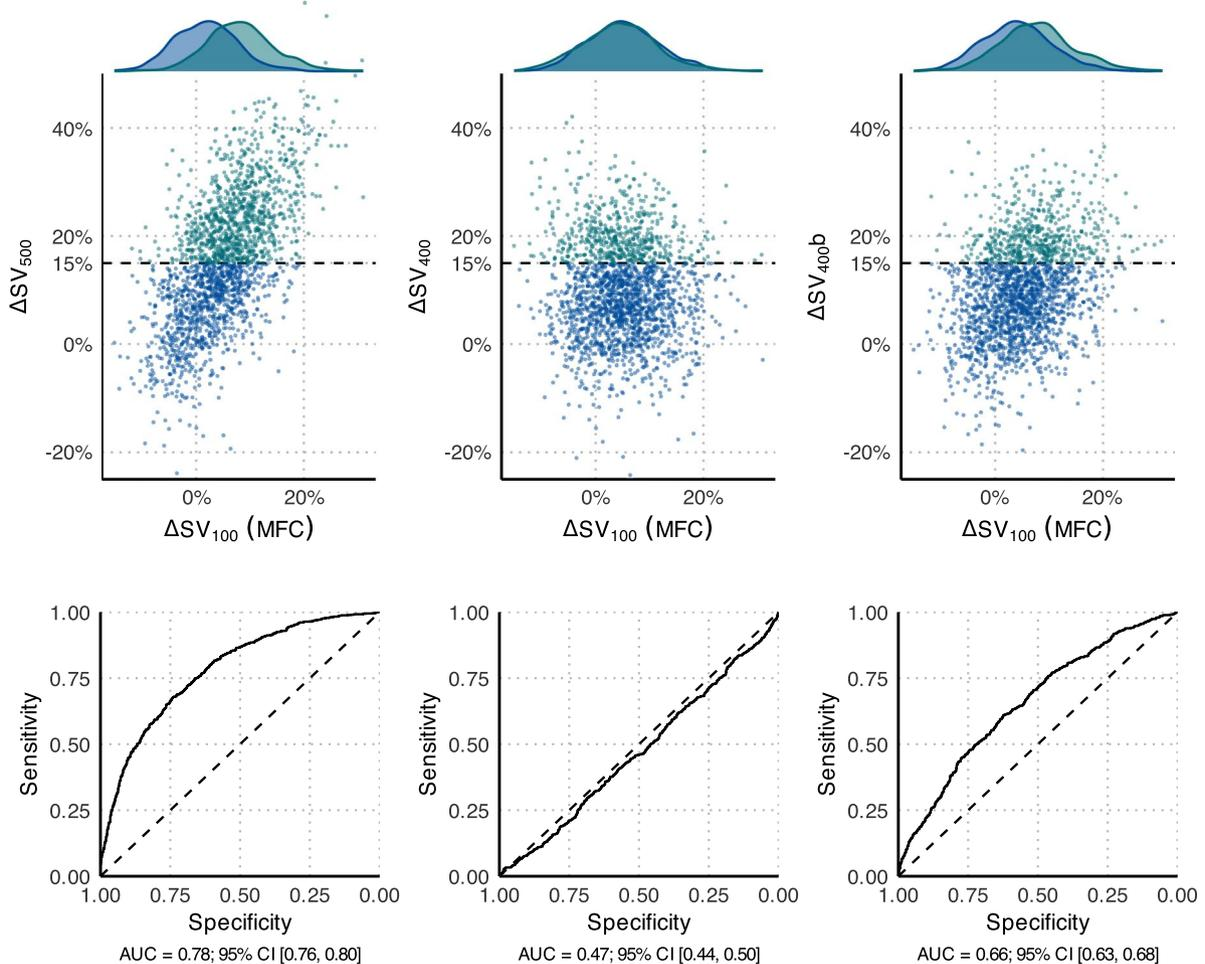 40%
20%
15%
0%
-20%
ΔSV500
0%
20%
ΔSV100 (MFC)
40%
20%
15%
0%
-20%
ΔSV400
0%
20%
ΔSV100 (MFC)
40%
20%
15%
0%
-20%
ΔSV400b
0%
20%
ΔSV100 (MFC)
1.00
0.75
0.50
0.25
0.00
Sensitivity
1.00 0.75 0.50 0.25 0.00
Specificity
AUC = 0.78; 95% CI [0.76, 0.80]
1.00
0.75
0.50
0.25
0.00
Sensitivity
1.00 0.75 0.50 0.25 0.00
Specificity
AUC = 0.47; 95% CI [0.44, 0.50]
1.00
0.75
0.50
0.25
0.00
Sensitivity
1.00 0.75 0.50 0.25 0.00
Specificity
AUC = 0.66; 95% CI [0.63, 0.68]